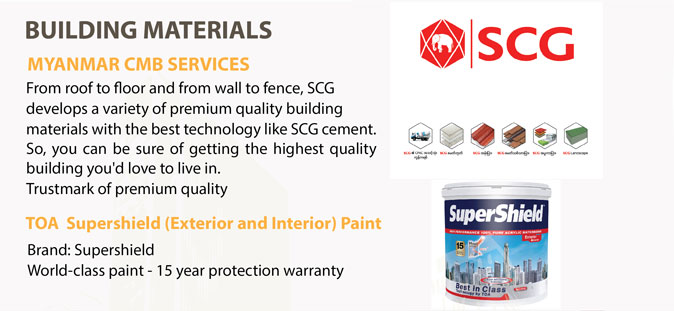 BUILDING MATERIALS
MYANMAR CMB SERVICES
From roof to floor and from wall to fence, SCG
develops a variety of premium quality building
materials with the best technology like SCG cement.
So, you can be sure of getting the highest quality
building you'd love to live in.
Trustmark of premium quality
SCG
TOA Supershield (Exterior and Interior) Paint
Brand: Supershield
World-class paint - 15 year protection warranty
SuperShield
15
Best in Class